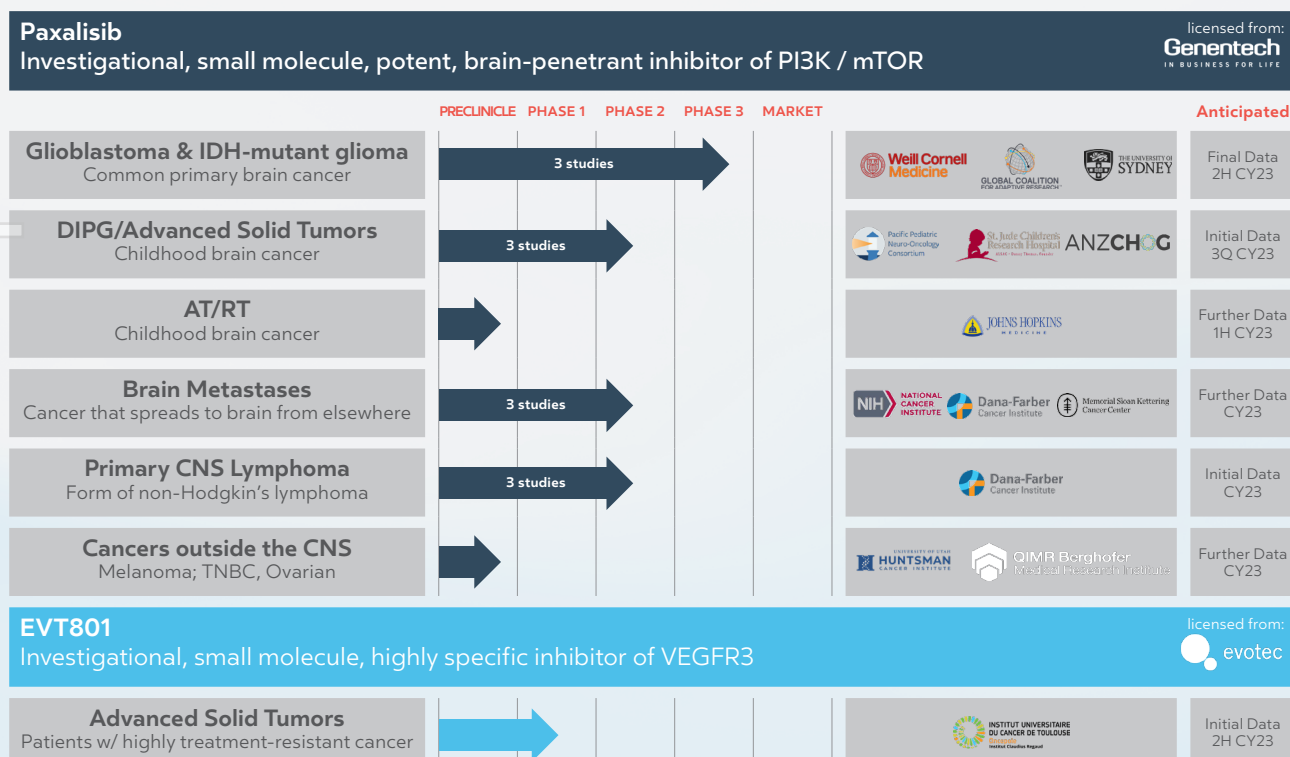 Paxalisib
Investigational, small molecule, potent, brain-penetrant inhibitor of PI3K / mTOR
licensed from:
Genentech
IN BUSINESS FOR LIFE
PRECLINICLE PHASE 1 PHASE 2 PHASE 3 MARKET
Anticipated
Glioblastoma & IDH-mutant glioma
Common primary brain cancer
3 studies
Weill Cornell
Medicine
GLOBAL COALITION
FOR ADAPTIVE RESEARCH
THE UNIVERSITY OF
SYDNEY
Final Data
2H CY23
DIPG/Advanced Solid Tumors
Childhood brain cancer
3 studies
Pacific Pediatric
Neuro-Oncology
Consortium
St. Jude Children's
Research Hospital
ANZCHOG
Initial Data
3Q CY23
AT/RT
Childhood brain cancer
JOHNS HOPKINS
MEDICINE
Further Data
1H CY23
Brain Metastases
Cancer that spreads to brain from elsewhere
3 studies
NIH
NATIONAL
CANCER
INSTITUTE
Dana-Farber
Cancer Institute
Memorial Sloan Kettering
Cancer Center
Further Data
CY23
Primary CNS Lymphoma
Form of non-Hodgkin's lymphoma
3 studies
Dana-Farber
Cancer Institute
Initial Data
CY23
Cancers outside the CNS
Melanoma; TNBC, Ovarian
UNIVERSITY OF UTAH
HUNTSMAN
CANCER INSTITUTE
QIMR Berghofer
Medical Research Institute
Further Data
CY23
EVT801
Investigational, small molecule, highly specific inhibitor of VEGFR3
licensed from:
evotec
Advanced Solid Tumors
Patients w/ highly treatment-resistant cancer
INSTITUT UNIVERSITAIRE
DU CANCER DE TOULOUSE
Oncopole
Institut Claudius Regaud
Initial Data
2H CY23